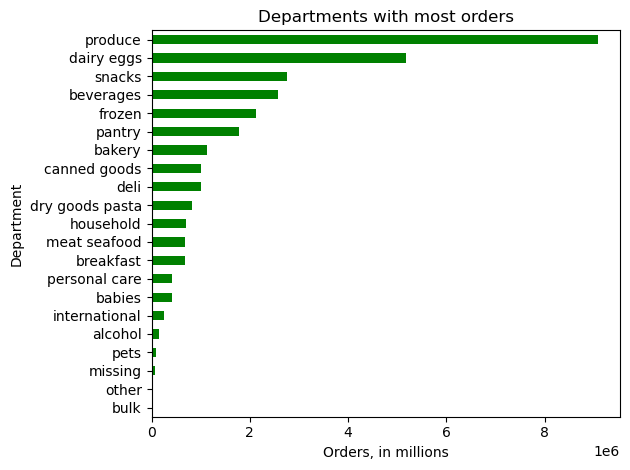 Departments with most orders
Department
produce
dairy eggs
snacks
beverages
frozen
pantry
bakery
canned goods
deli
dry goods pasta
household
meat seafood
breakfast
personal care
babies
international
alcohol
pets
missing
other
bulk
0 2 4 6 8
1e6
Orders, in millions